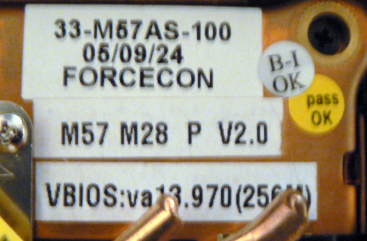 33-M57AS-100
05/09/24
FORCECON
B-I
OK
pass
OK
M57 M28 P V2.0
VBIOS:va13.970(256M)